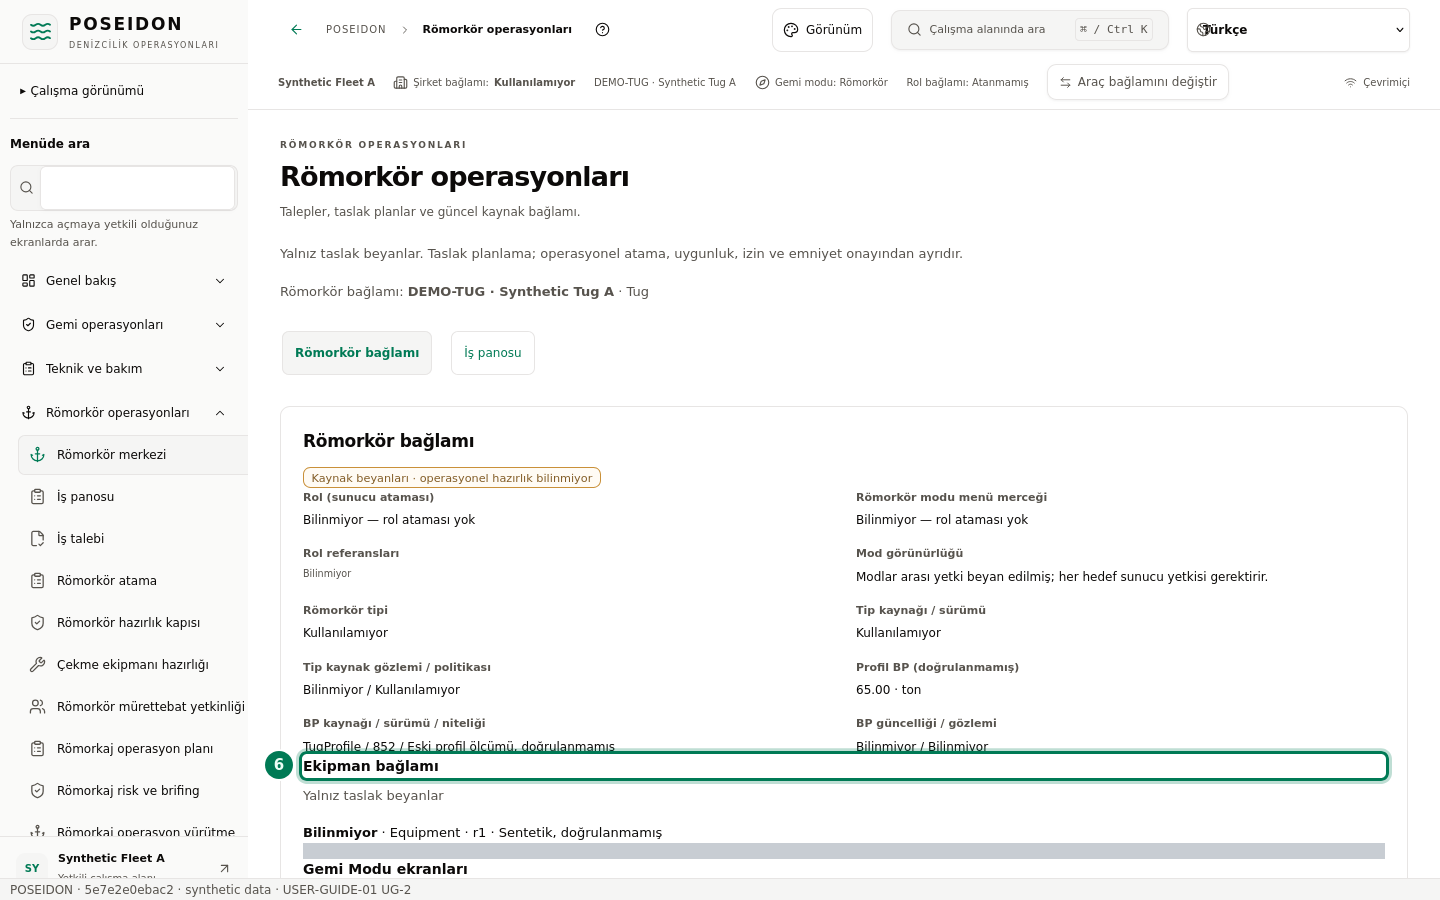 POSEIDON
DENİZCİLİK OPERASYONLARI
▸ Çalışma görünümü
Menüde ara
Yalnızca açmaya yetkili olduğunuz
ekranlarda arar.
Genel bakış
Gemi operasyonları
Teknik ve bakım
Römorkör operasyonları
Römorkör merkezi
İş panosu
İş talebi
Römorkör atama
Römorkör hazırlık kapısı
Çekme ekipmanı hazırlığı
Römorkör mürettebat yetkinliği
Römorkaj operasyon planı
Römorkaj risk ve brifing
Römorkaj operasyon yürütme
SY
Synthetic Fleet A
Yetkili çalışma alanı
POSEIDON
Römorkör operasyonları
Görünüm
Çalışma alanında ara
⌘ / Ctrl K
Türkçe
Synthetic Fleet A
Şirket bağlamı: Kullanılamıyor
DEMO-TUG · Synthetic Tug A
Gemi modu: Römorkör
Rol bağlamı: Atanmamış
Araç bağlamını değiştir
Çevrimiçi
RÖMORKÖR OPERASYONLARI
Römorkör operasyonları
Talepler, taslak planlar ve güncel kaynak bağlamı.
Yalnız taslak beyanlar. Taslak planlama; operasyonel atama, uygunluk, izin ve emniyet onayından ayrıdır.
Römorkör bağlamı: DEMO-TUG · Synthetic Tug A · Tug
Römorkör bağlamı
İş panosu
Römorkör bağlamı
Kaynak beyanları · operasyonel hazırlık bilinmiyor
Rol (sunucu ataması)
Bilinmiyor — rol ataması yok
Römorkör modu menü merceği
Bilinmiyor — rol ataması yok
Rol referansları
Bilinmiyor
Mod görünürlüğü
Modlar arası yetki beyan edilmiş; her hedef sunucu yetkisi gerektirir.
Römorkör tipi
Kullanılamıyor
Tip kaynağı / sürümü
Kullanılamıyor
Tip kaynak gözlemi / politikası
Bilinmiyor / Kullanılamıyor
Profil BP (doğrulanmamış)
65.00 · ton
BP kaynağı / sürümü / niteliği
TugProfile / 852 / Eski profil ölçümü, doğrulanmamış
BP güncelliği / gözlemi
Bilinmiyor / Bilinmiyor
6
Ekipman bağlamı
Yalnız taslak beyanlar
Bilinmiyor · Equipment · r1 · Sentetik, doğrulanmamış
Gemi Modu ekranları
POSEIDON · 5e7e2e0ebac2 · synthetic data · USER-GUIDE-01 UG-2